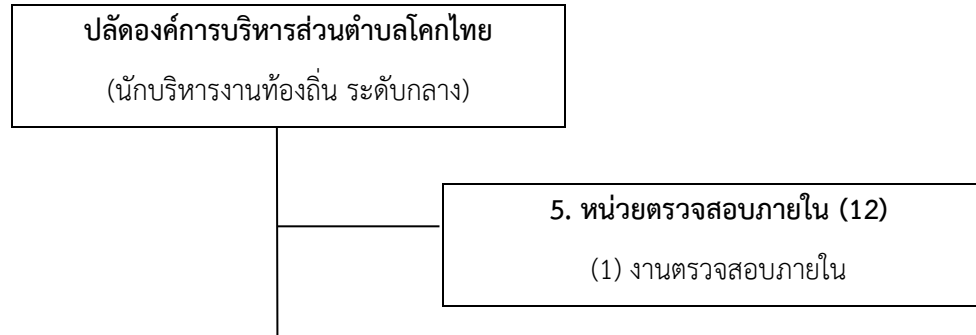 ปลัดองค์การบริหารส่วนตำบลโคกไทย
(นักบริหารงานท้องถิ่น ระดับกลาง)
5. หน่วยตรวจสอบภายใน (12)
(1) งานตรวจสอบภายใน